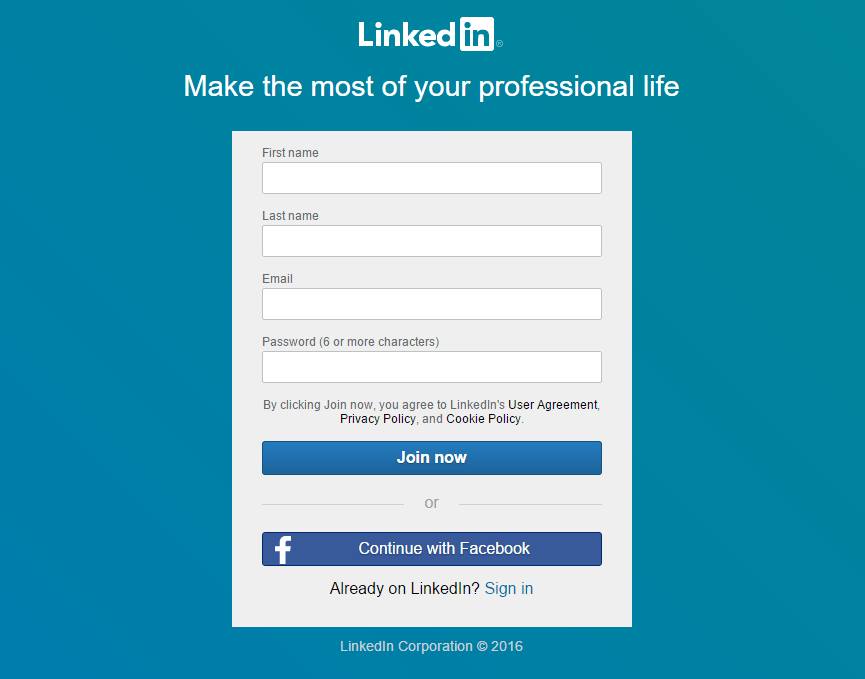 Linked in®
Make the most of your professional life
First name
Last name
Email
Password (6 or more characters)
By clicking Join now, you agree to LinkedIn's User Agreement,
Privacy Policy, and Cookie Policy.
Join now
or
f Continue with Facebook
Already on LinkedIn? Sign in
LinkedIn Corporation © 2016